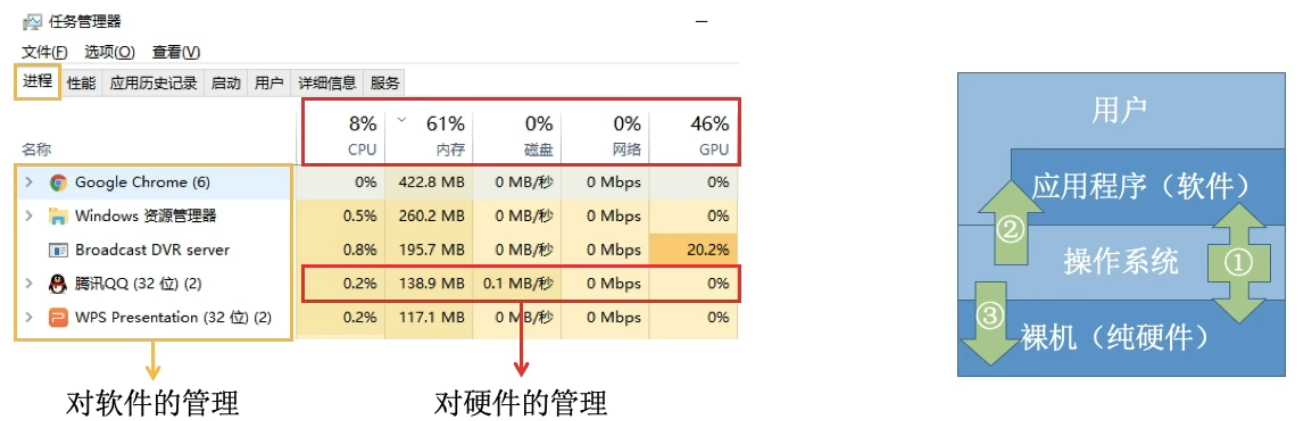 任务管理器
文件(F) 选项(O) 查看(V)
进程 性能 应用历史记录 启动 用户 详细信息 服务
8% 61% 0% 0% 46%
名称 CPU 内存 磁盘 网络 GPU
Google Chrome (6) 0% 422.8 MB 0 MB/秒 0 Mbps 0%
Windows 资源管理器 0.5% 260.2 MB 0 MB/秒 0 Mbps 0%
Broadcast DVR server 0.8% 195.7 MB 0 MB/秒 0 Mbps 20.2%
腾讯QQ (32 位) (2) 0.2% 138.9 MB 0.1 MB/秒 0 Mbps 0%
WPS Presentation (32 位) (2) 0.2% 117.1 MB 0 MB/秒 0 Mbps 0%
对软件的管理 对硬件的管理
用户
应用程序（软件）
②
操作系统 ①
③
裸机（纯硬件）